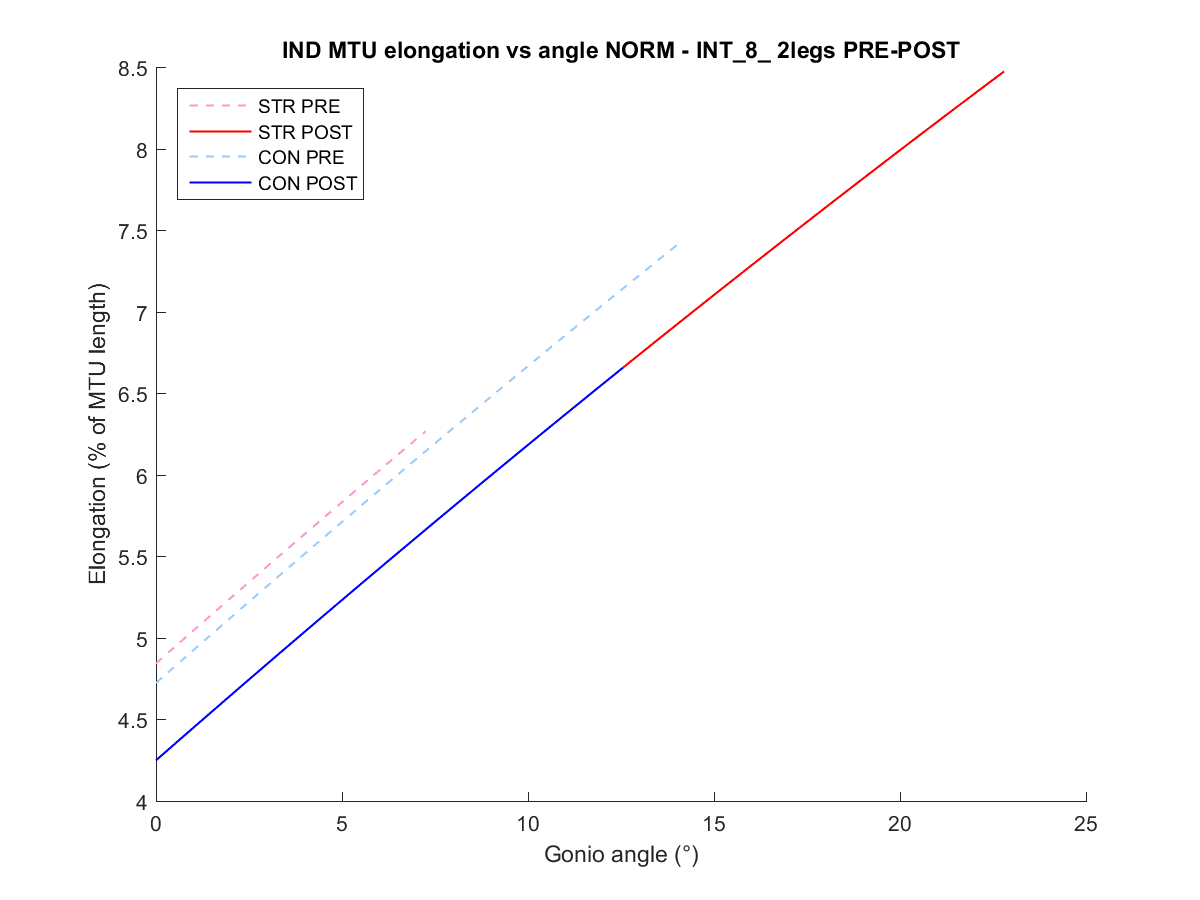 IND MTU elongation vs angle NORM - INT_8_ 2legs PRE-POST
8.5
8
7.5
7
6.5
6
5.5
5
4.5
4
STR PRE
STR POST
CON PRE
CON POST
Elongation (% of MTU length)
0 5 10 15 20 25
Gonio angle (°)